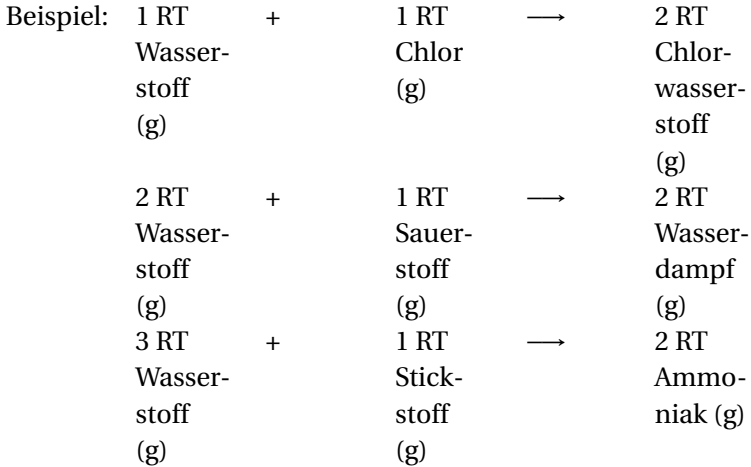 Beispiel: 1 RT + 1 RT ⟶ 2 RT
Wasser- Chlor Chlor-
stoff (g) wasser-
(g) stoff
(g)
2 RT + 1 RT ⟶ 2 RT
Wasser- Sauer- Wasser-
stoff stoff dampf
(g) (g) (g)
3 RT + 1 RT ⟶ 2 RT
Wasser- Stick- Ammo-
stoff stoff niak (g)
(g) (g)